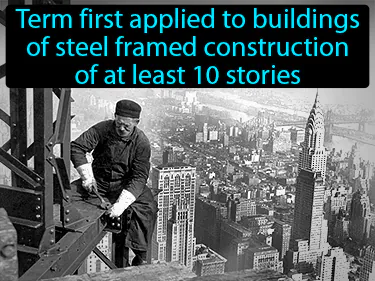 Term first applied to buildings
of steel framed construction
of at least 10 stories